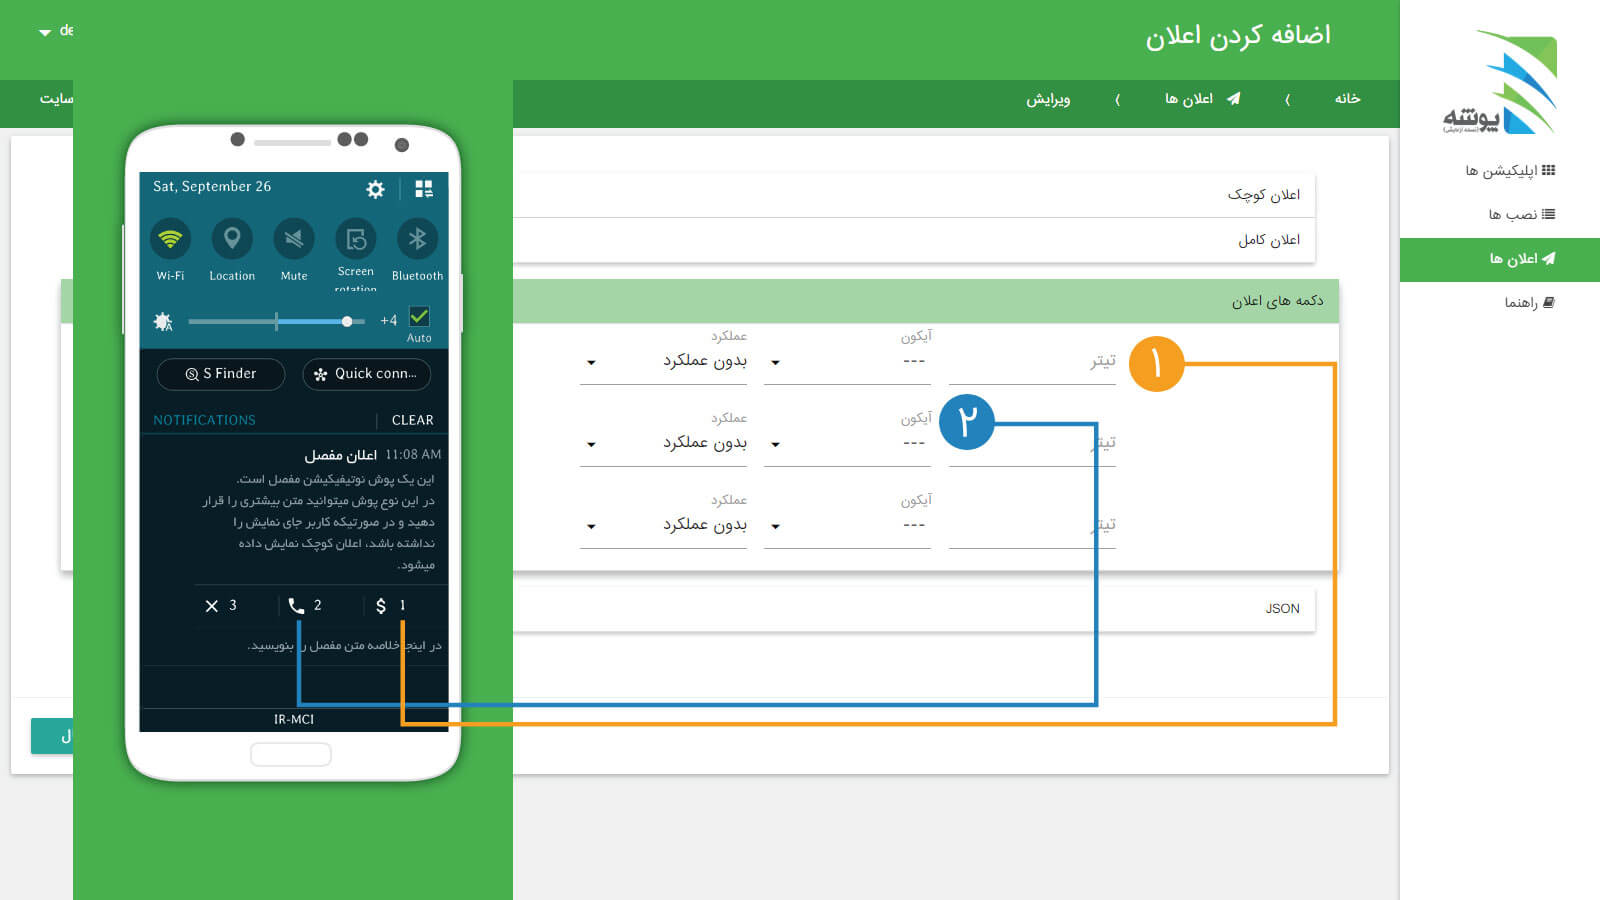 اضافه کردن اعلان
de
خانه
اعلان ها
ویرایش
سایت
پوشه
(نسخه آزمایشی)
اپلیکیشن ها
نصب ها
اعلان ها
راهنما
اعلان کوچک
اعلان کامل
دکمه های اعلان
۱
تیتر
آیکون
---
عملکرد
بدون عملکرد
۲
تیتر
آیکون
---
عملکرد
بدون عملکرد
تیتر
آیکون
---
عملکرد
بدون عملکرد
JSON
ال
Sat, September 26
Wi-Fi
Location
Mute
Screen rotation
Bluetooth
+4
Auto
S Finder
Quick conn...
NOTIFICATIONS
CLEAR
اعلان مفصل
11:08 AM
این یک پوش نوتیفیکیشن مفصل است.
در این نوع پوش میتوانید متن بیشتری را قرار
دهید و در صورتیکه کاربر جای نمایش را
نداشته باشد، اعلان کوچک نمایش داده
میشود.
3
2
$ 1
در اینجا خلاصه متن مفصل را بنویسید.
IR-MCI